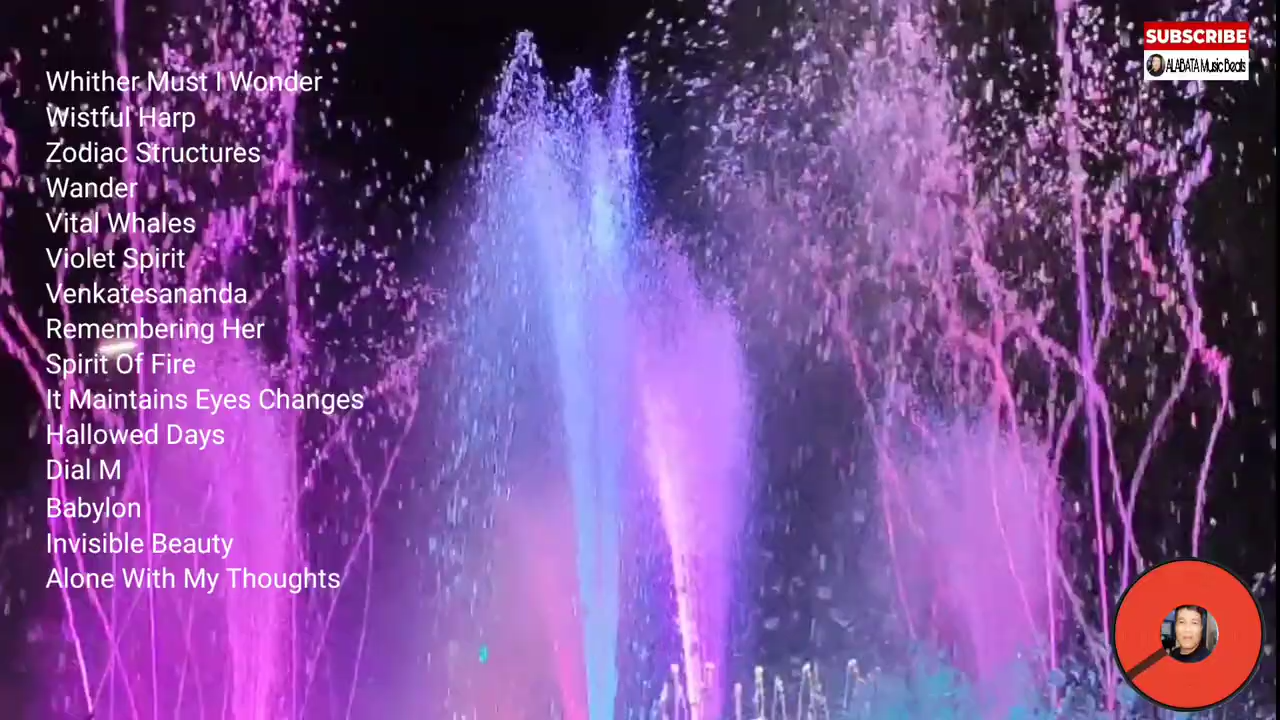 Whither Must I Wonder
Wistful Harp
Zodiac Structures
Wander
Vital Whales
Violet Spirit
Venkatesananda
Remembering Her
Spirit Of Fire
It Maintains Eyes Changes
Hallowed Days
Dial M
Babylon
Invisible Beauty
Alone With My Thoughts
SUBSCRIBE
ALABATA Music Beats